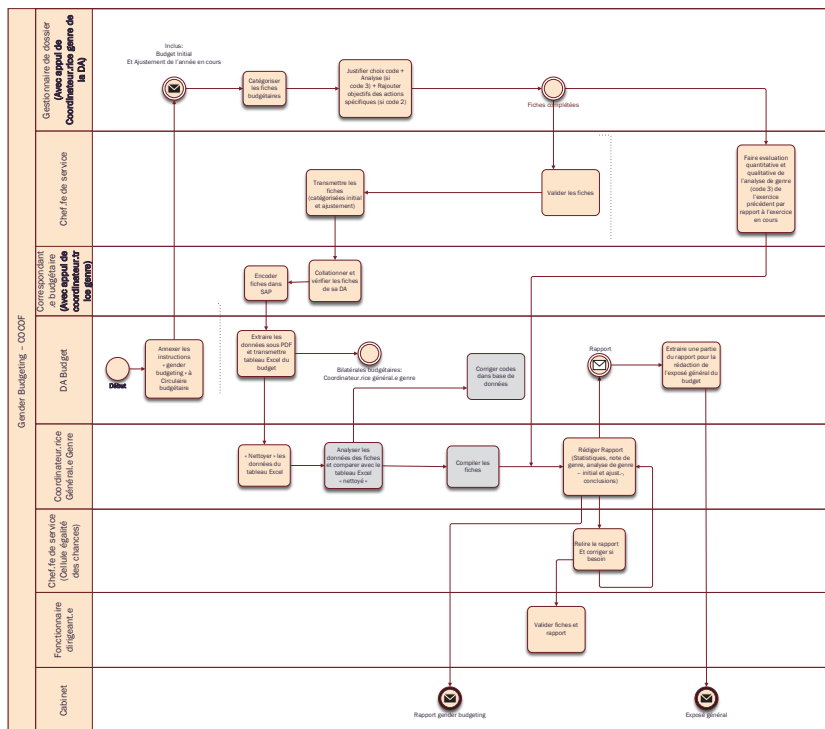 Gender Budgeting – COCOF
Gestionnaire de dossier
(Avec appui de
Coordinateur.rice genre de
la DA)
Inclus:
Budget Initial
Et Ajustement de l'année en cours
Catégoriser
les fiches
budgétaires
Justifier choix code +
Analyse (si
code 3) + Rajouter
objectifs des actions
spécifiques (si code 2)
Fiches complétées
Chef.fe de service
Transmettre les
fiches
(catégorisées initial
et ajustement)
Valider les fiches
Faire evaluation
quantitative et
qualitative de
l'analyse de genre
(code 3) de
l'exercice
précédent par
rapport à l'exercice
en cours
Correspondant
.e budgétaire
(Avec appui de
coordinateur.tr
ice genre)
Encoder
fiches dans
SAP
Collationner et
vérifier les fiches
de sa DA
DA Budget
Début
Annexer les
instructions
« gender
budgeting » à
Circulaire
budgétaire
Extraire les
données sous PDF
et transmettre
tableau Excel du
budget
Bilatérales budgétaires:
Coordinateur.rice général.e genre
Corriger codes
dans base de
données
Rapport
Extraire une partie
du rapport pour la
rédaction de
l'exposé général du
budget
Coordinateur.rice
Général.e Genre
« Nettoyer » les
données du
tableau Excel
Analyser les
données des fiches
et comparer avec le
tableau Excel
« nettoyé »
Compiler les
fiches
Rédiger Rapport
(Statistiques, note de
genre, analyse de genre
– initial et ajust-,
conclusions)
Chef.fe de service
(Cellule égalité
des chances)
Relire le rapport
Et corriger si
besoin
Fonctionnaire
dirigeant.e
Valider fiches et
rapport
Cabinet
Rapport gender budgeting
Exposé général